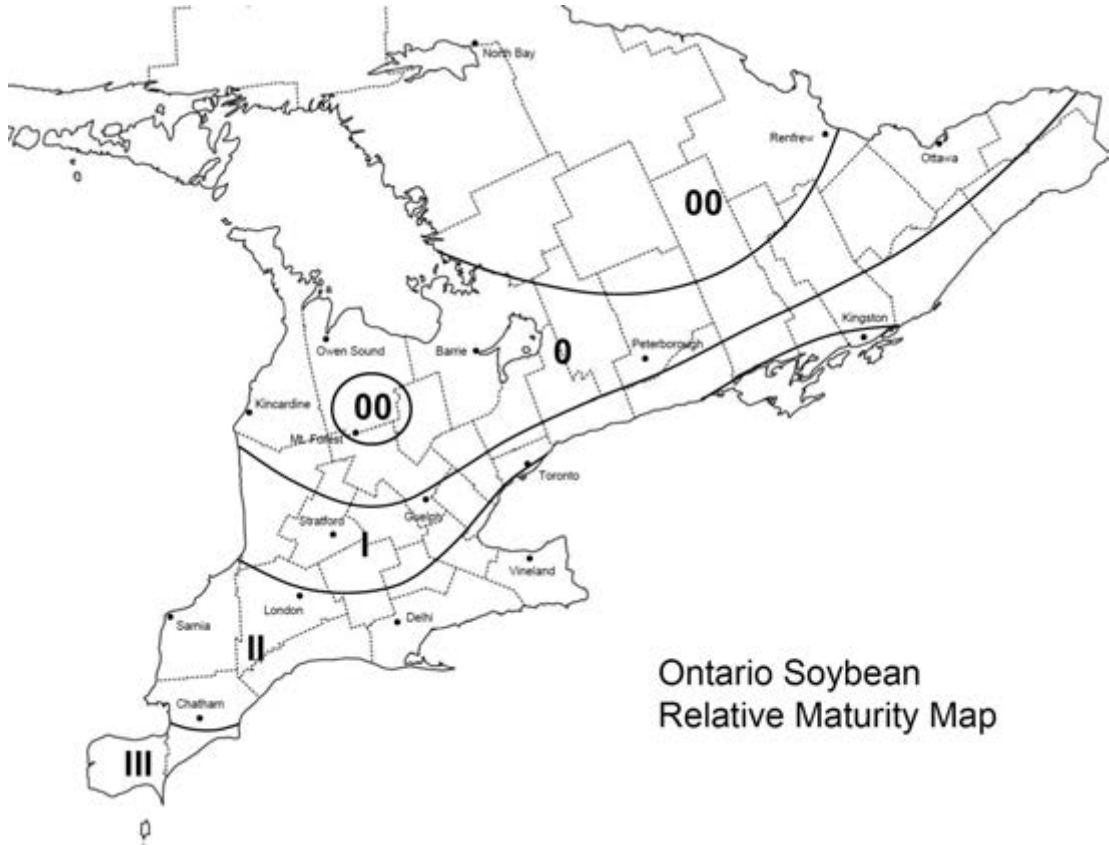 North Bay
Renfrew
Ottawa
00
Kingston
Owen Sound
Barrie
0
Peterborough
Kincardine
00
Mt. Forest
Toronto
Guelph
Stratford
I
Vineland
London
Delhi
Sarnia
II
Chatham
III
Ontario Soybean
Relative Maturity Map